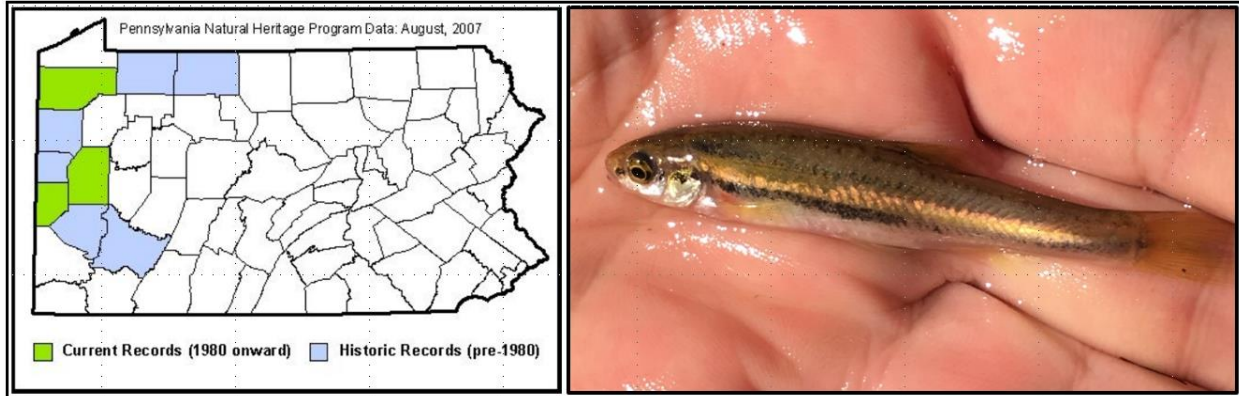 Pennsylvania Natural Heritage Program Data: August, 2007
Current Records (1980 onward) Historic Records (pre-1980)